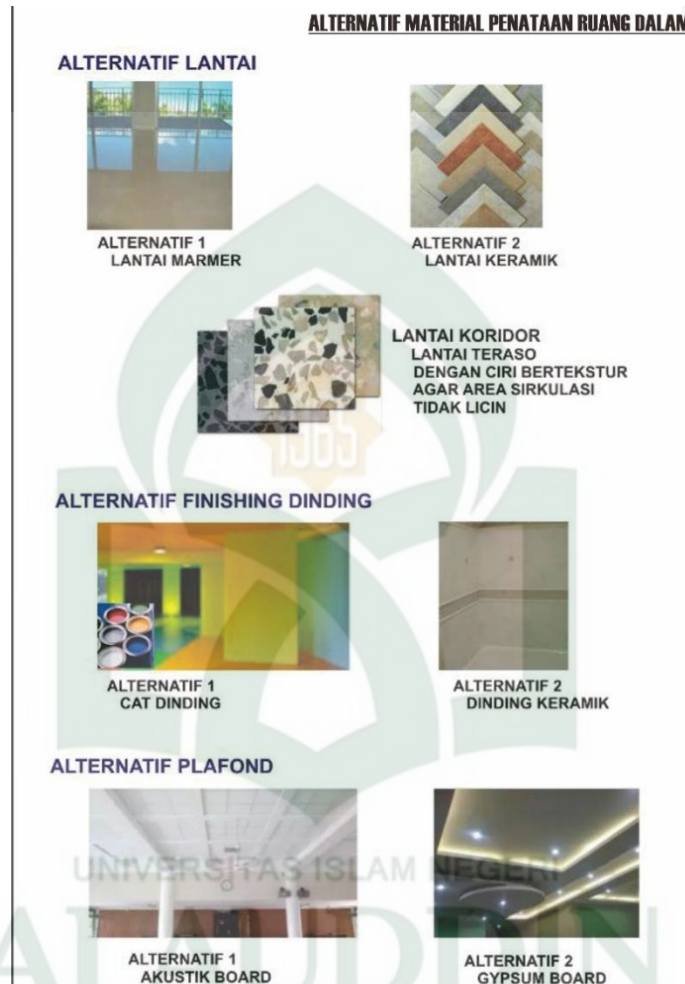 ALTERNATIF MATERIAL PENATAAN RUANG DALAM
ALTERNATIF LANTAI
ALTERNATIF 1
LANTAI MARMER
ALTERNATIF 2
LANTAI KERAMIK
LANTAI KORIDOR
LANTAI TERASO
DENGAN CIRI BERTEKSTUR
AGAR AREA SIRKULASI
TIDAK LICIN
1965
ALTERNATIF FINISHING DINDING
ALTERNATIF 1
CAT DINDING
ALTERNATIF 2
DINDING KERAMIK
ALTERNATIF PLAFOND
UNIVERSITAS ISLAM NEGERI
ALAUDDIN
ALTERNATIF 1
AKUSTIK BOARD
ALTERNATIF 2
GYPSUM BOARD